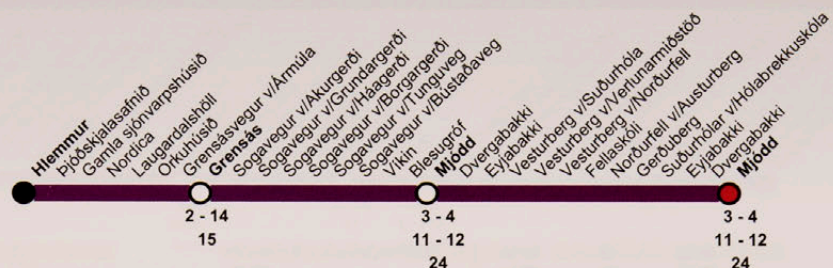 Hlemmur
Þjóðskjalasafnið
Gamla sjónvarpshúsið
Nordica
Laugardalshöll
Orkuhúsið
Grensásvegur v/Ármúla
Grensás
Sogavegur v/Akurgerði
Sogavegur v/Grundargerði
Sogavegur v/Háagerði
Sogavegur v/Borgargerði
Sogavegur v/Tunguveg
Sogavegur v/Bústaðaveg
Víkin
Blesugróf
Mjódd
Dvergabakki
Eyjabakki
Vesturberg v/Suðurhóla
Vesturberg v/Verlunarmiðstöð
Vesturberg v/Norðurfell
Fellaskóli
Norðurfell v/Austurberg
Gerðuberg
Suðurhólar v/Hólabrekkuskóla
Eyjabakki
Dvergabakki
Mjódd
2 - 14
15
3 - 4
11 - 12
24
3 - 4
11 - 12
24